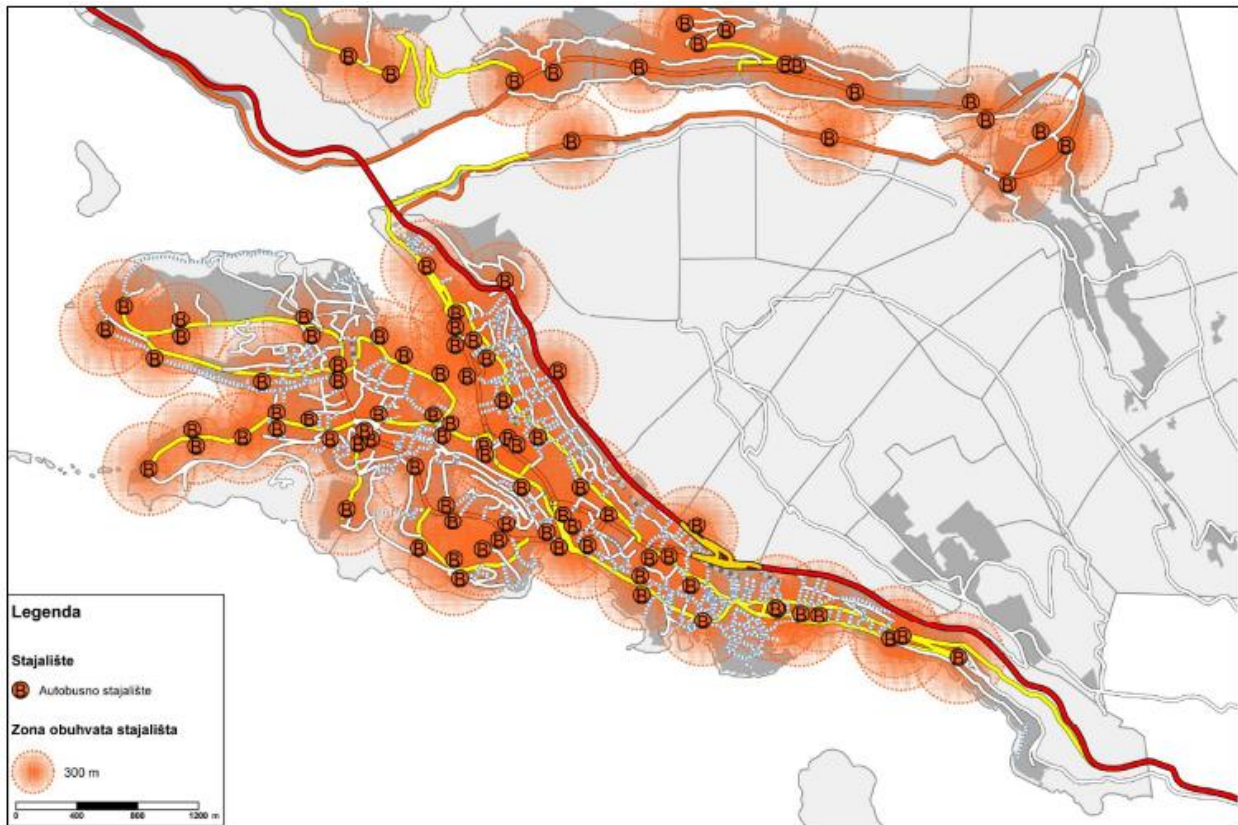 Legenda
Stajalište
B Autobusno stajalište
Zona obuhvata stajališta
300 m
0 400 800 1200 m